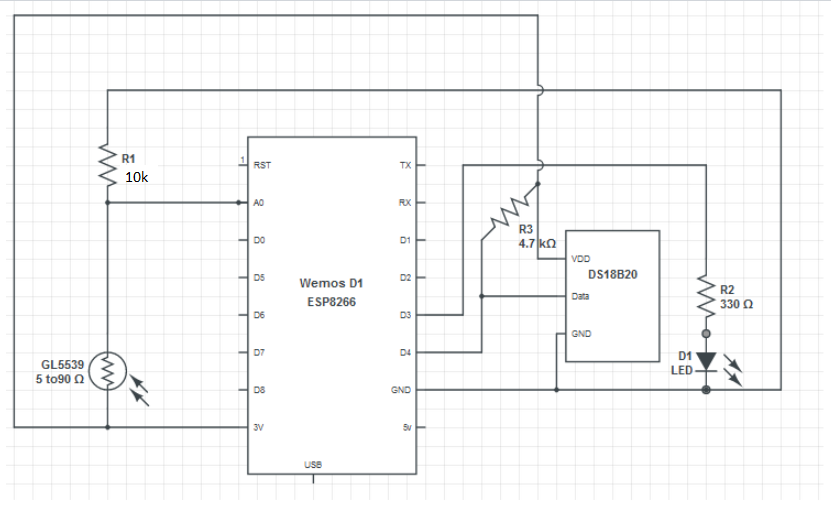 R1
10k
1
RST
TX
A0
RX
R3
4.7 kΩ
D0
D1
VDD
DS18B20
D5
Wemos D1
D2
ESP8266
Data
R2
330 Ω
D6
D3
GND
D7
D4
D1
LED
GL5539
5 to90 Ω
D8
GND
3V
5v
USB